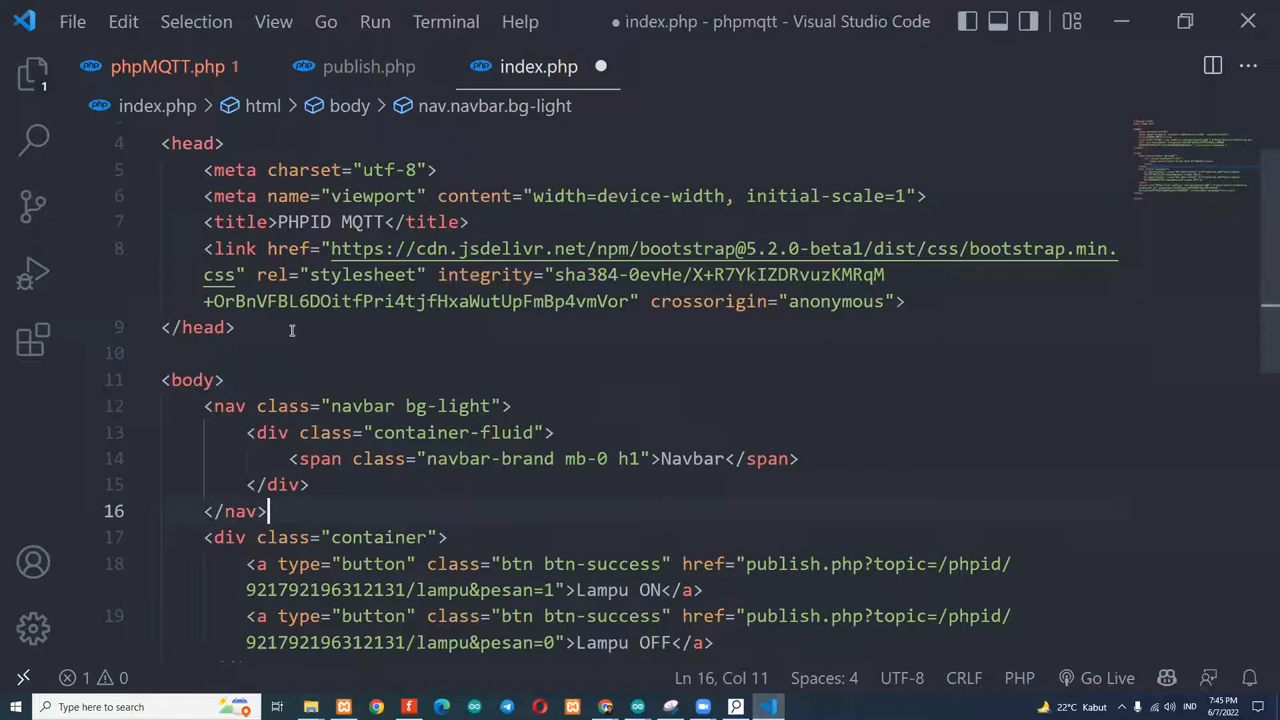 File Edit Selection View Go Run Terminal Help ● index.php - phpmqtt - Visual Studio Code
phpMQTT.php 1 publish.php index.php ●
index.php > html > body > nav.navbar.bg-light
4 <head>
5 <meta charset="utf-8">
6 <meta name="viewport" content="width=device-width, initial-scale=1">
7 <title>PHPID MQTT</title>
8 <link href="https://cdn.jsdelivr.net/npm/bootstrap@5.2.0-beta1/dist/css/bootstrap.min.
css" rel="stylesheet" integrity="sha384-0evHe/X+R7YkIZDRvuzKMRqM
+OrBnVFBL6DOitfPri4tjfHxaWutUpFmBp4vmVor" crossorigin="anonymous">
9 </head>
10
11 <body>
12 <nav class="navbar bg-light">
13 <div class="container-fluid">
14 <span class="navbar-brand mb-0 h1">Navbar</span>
15 </div>
16 </nav>
17 <div class="container">
18 <a type="button" class="btn btn-success" href="publish.php?topic=/phpid/
921792196312131/lampu&pesan=1">Lampu ON</a>
19 <a type="button" class="btn btn-success" href="publish.php?topic=/phpid/
921792196312131/lampu&pesan=0">Lampu OFF</a>
1 0 Ln 16, Col 11 Spaces: 4 UTF-8 CRLF PHP Go Live
Type here to search 22°C Kabut IND 7:45 PM
6/7/2022